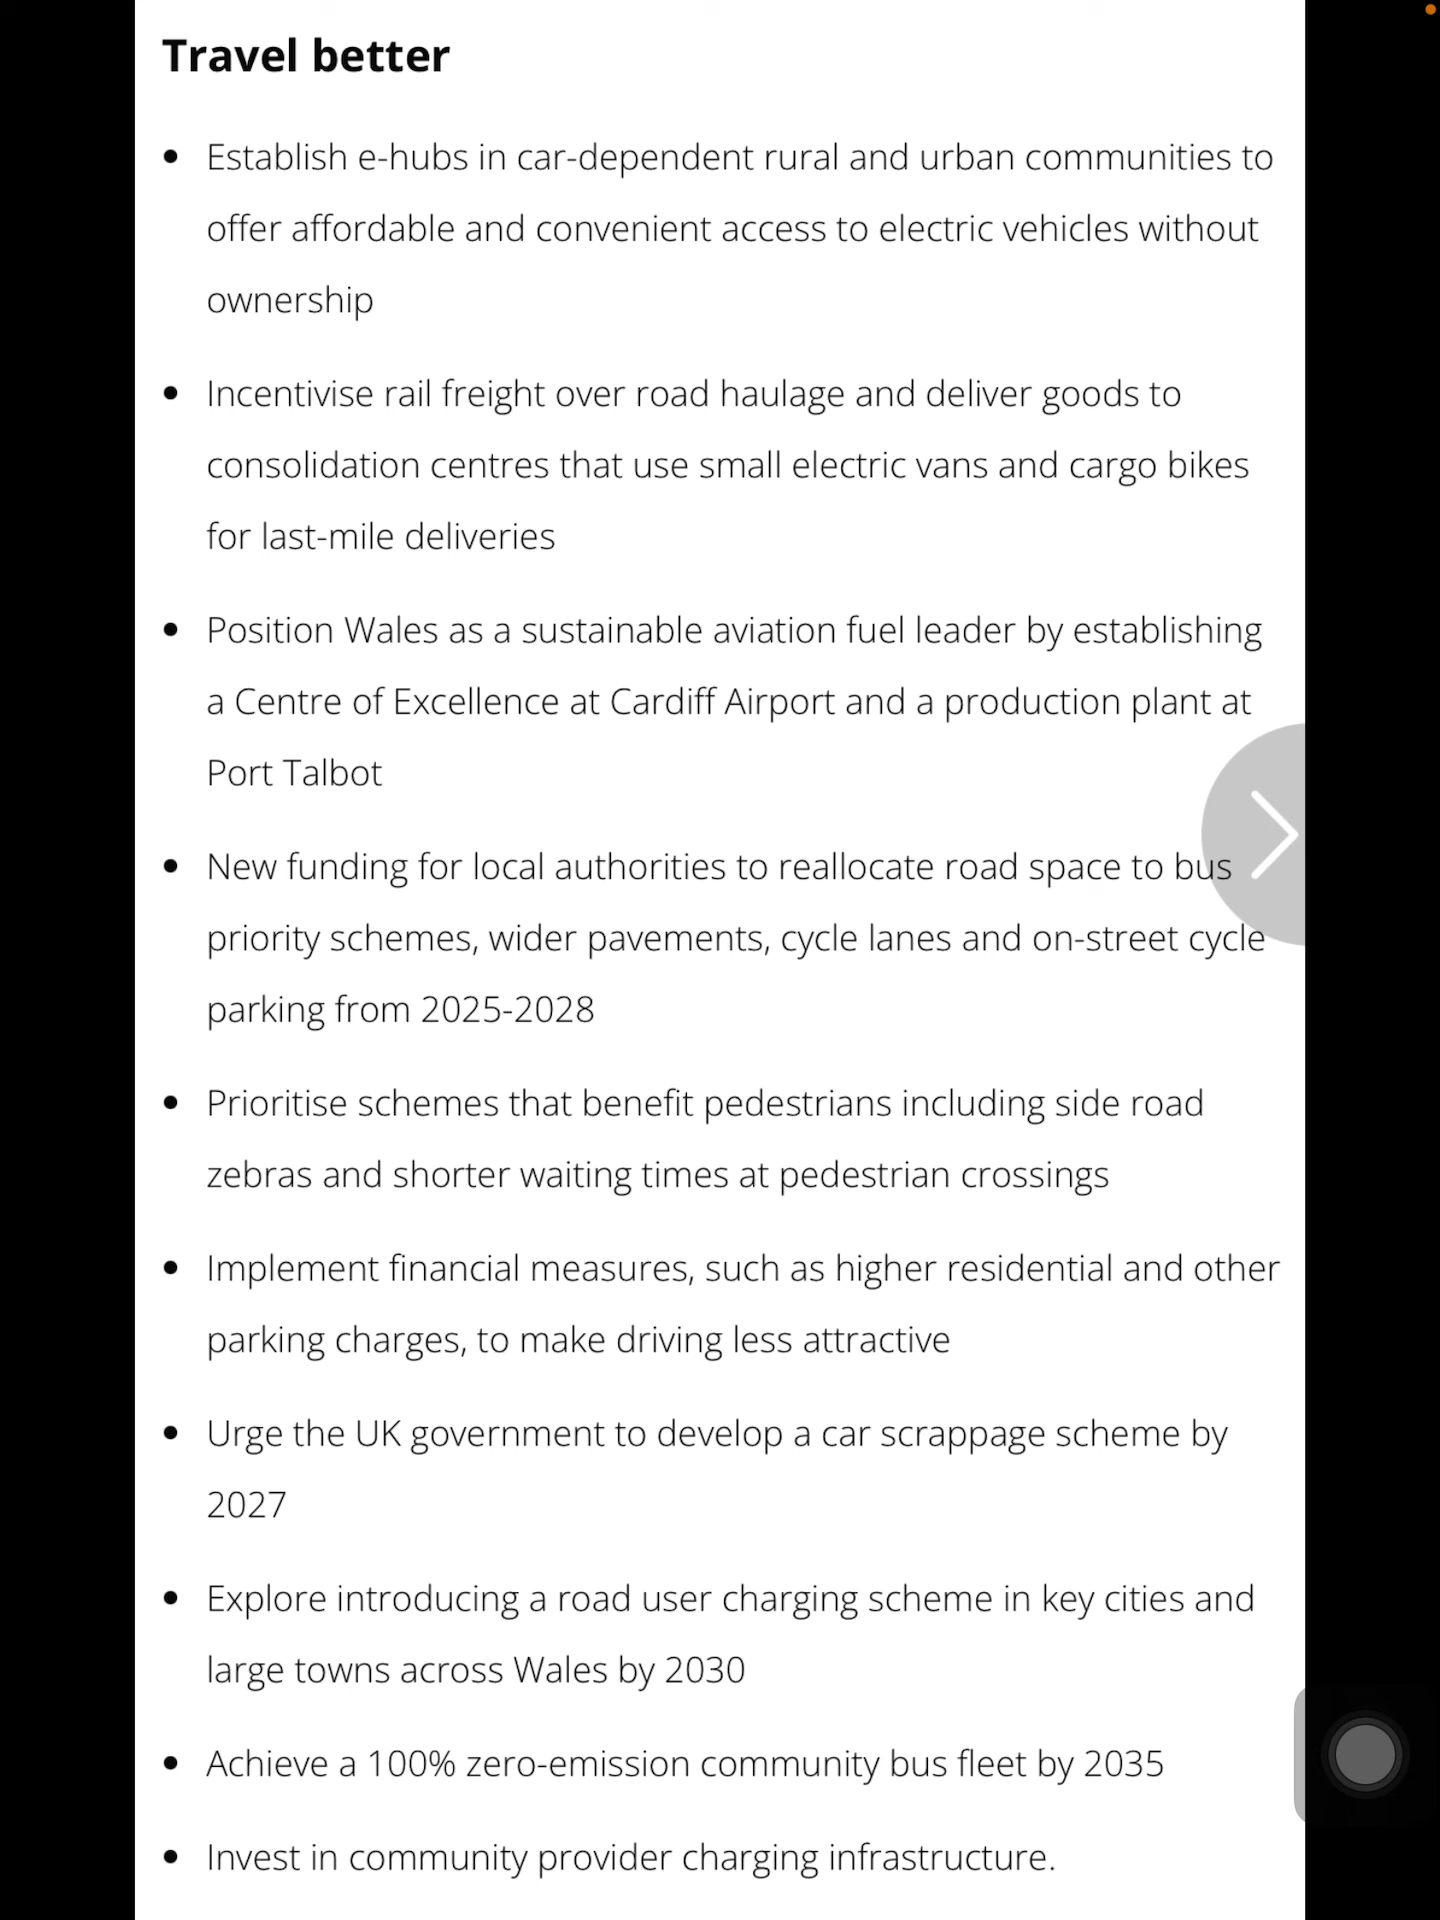 Travel better
Establish e-hubs in car-dependent rural and urban communities to
offer affordable and convenient access to electric vehicles without
ownership
Incentivise rail freight over road haulage and deliver goods to
consolidation centres that use small electric vans and cargo bikes
for last-mile deliveries
Position Wales as a sustainable aviation fuel leader by establishing
a Centre of Excellence at Cardiff Airport and a production plant at
Port Talbot
New funding for local authorities to reallocate road space to bus
priority schemes, wider pavements, cycle lanes and on-street cycle
parking from 2025-2028
Prioritise schemes that benefit pedestrians including side road
zebras and shorter waiting times at pedestrian crossings
Implement financial measures, such as higher residential and other
parking charges, to make driving less attractive
Urge the UK government to develop a car scrappage scheme by
2027
Explore introducing a road user charging scheme in key cities and
large towns across Wales by 2030
Achieve a 100% zero-emission community bus fleet by 2035
Invest in community provider charging infrastructure.